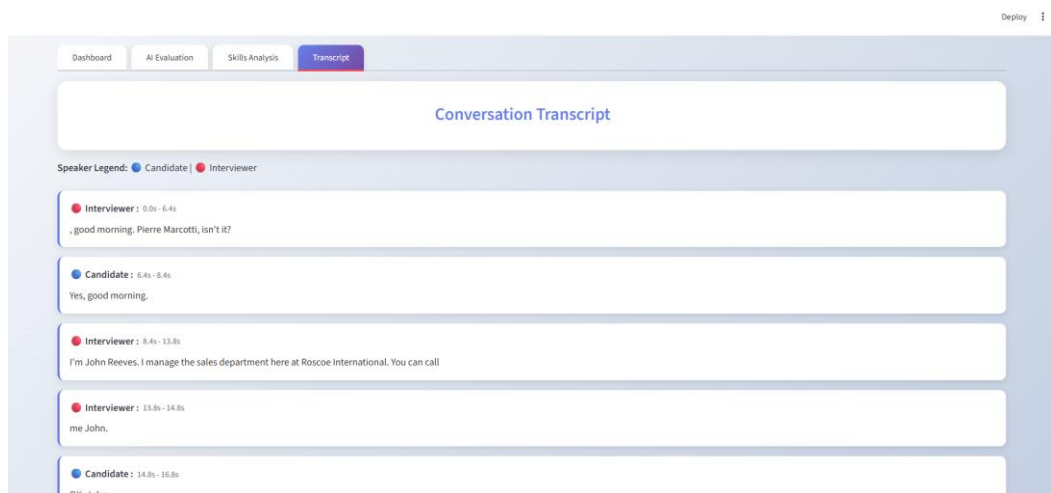 Deploy
Dashboard AI Evaluation Skills Analysis Transcript
Conversation Transcript
Speaker Legend: Candidate | Interviewer
Interviewer : 0.0s - 6.4s
, good morning. Pierre Marcotti, isn't it?
Candidate : 6.4s - 8.4s
Yes, good morning.
Interviewer : 8.4s - 13.8s
I'm John Reeves. I manage the sales department here at Roscoe International. You can call
Interviewer : 13.8s - 14.8s
me John.
Candidate : 14.8s - 16.8s